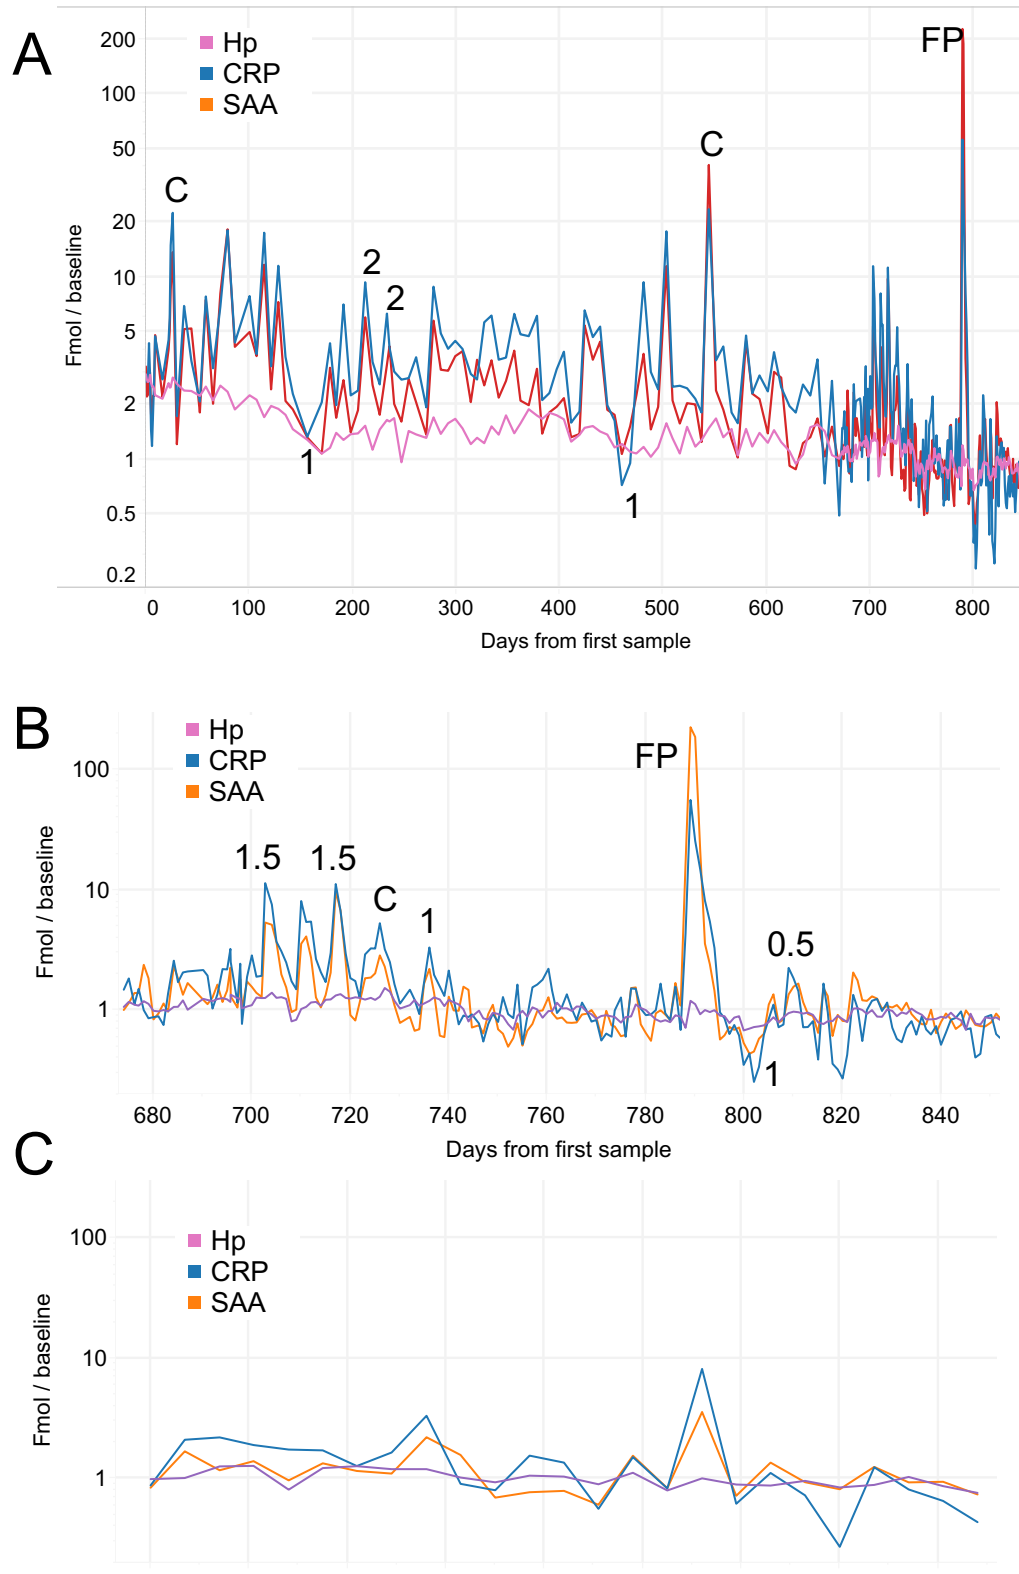 A
Hp
CRP
SAA
FP
200
100
50
20
10
5
2
1
0.5
0.2
Fmol / baseline
C
1
2
2
1
C
0 100 200 300 400 500 600 700 800
Days from first sample
B
Hp
CRP
SAA
FP
100
10
1
Fmol / baseline
1.5
1.5
C
1
0.5
1
680 700 720 740 760 780 800 820 840
Days from first sample
C
Hp
CRP
SAA
100
10
1
Fmol / baseline